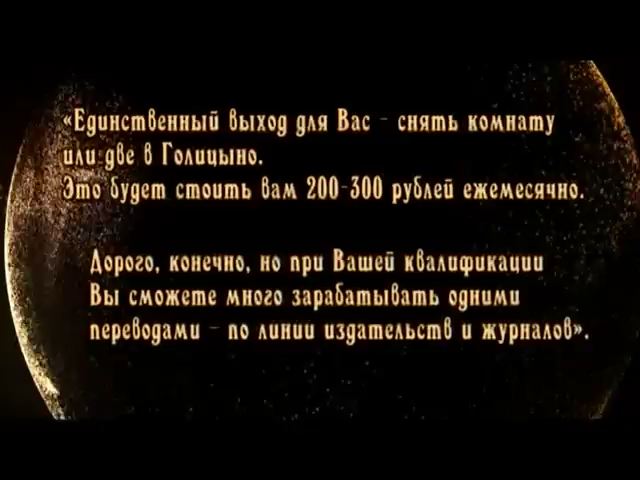 «Единственный выход для Вас - снять комнату
или две в Голицыно.
Это будет стоить вам 200-300 рублей ежемесячно.
Дорого, конечно, но при Вашей квалификации
Вы сможете много зарабатывать одними
переводами - по линии издательств и журналов».